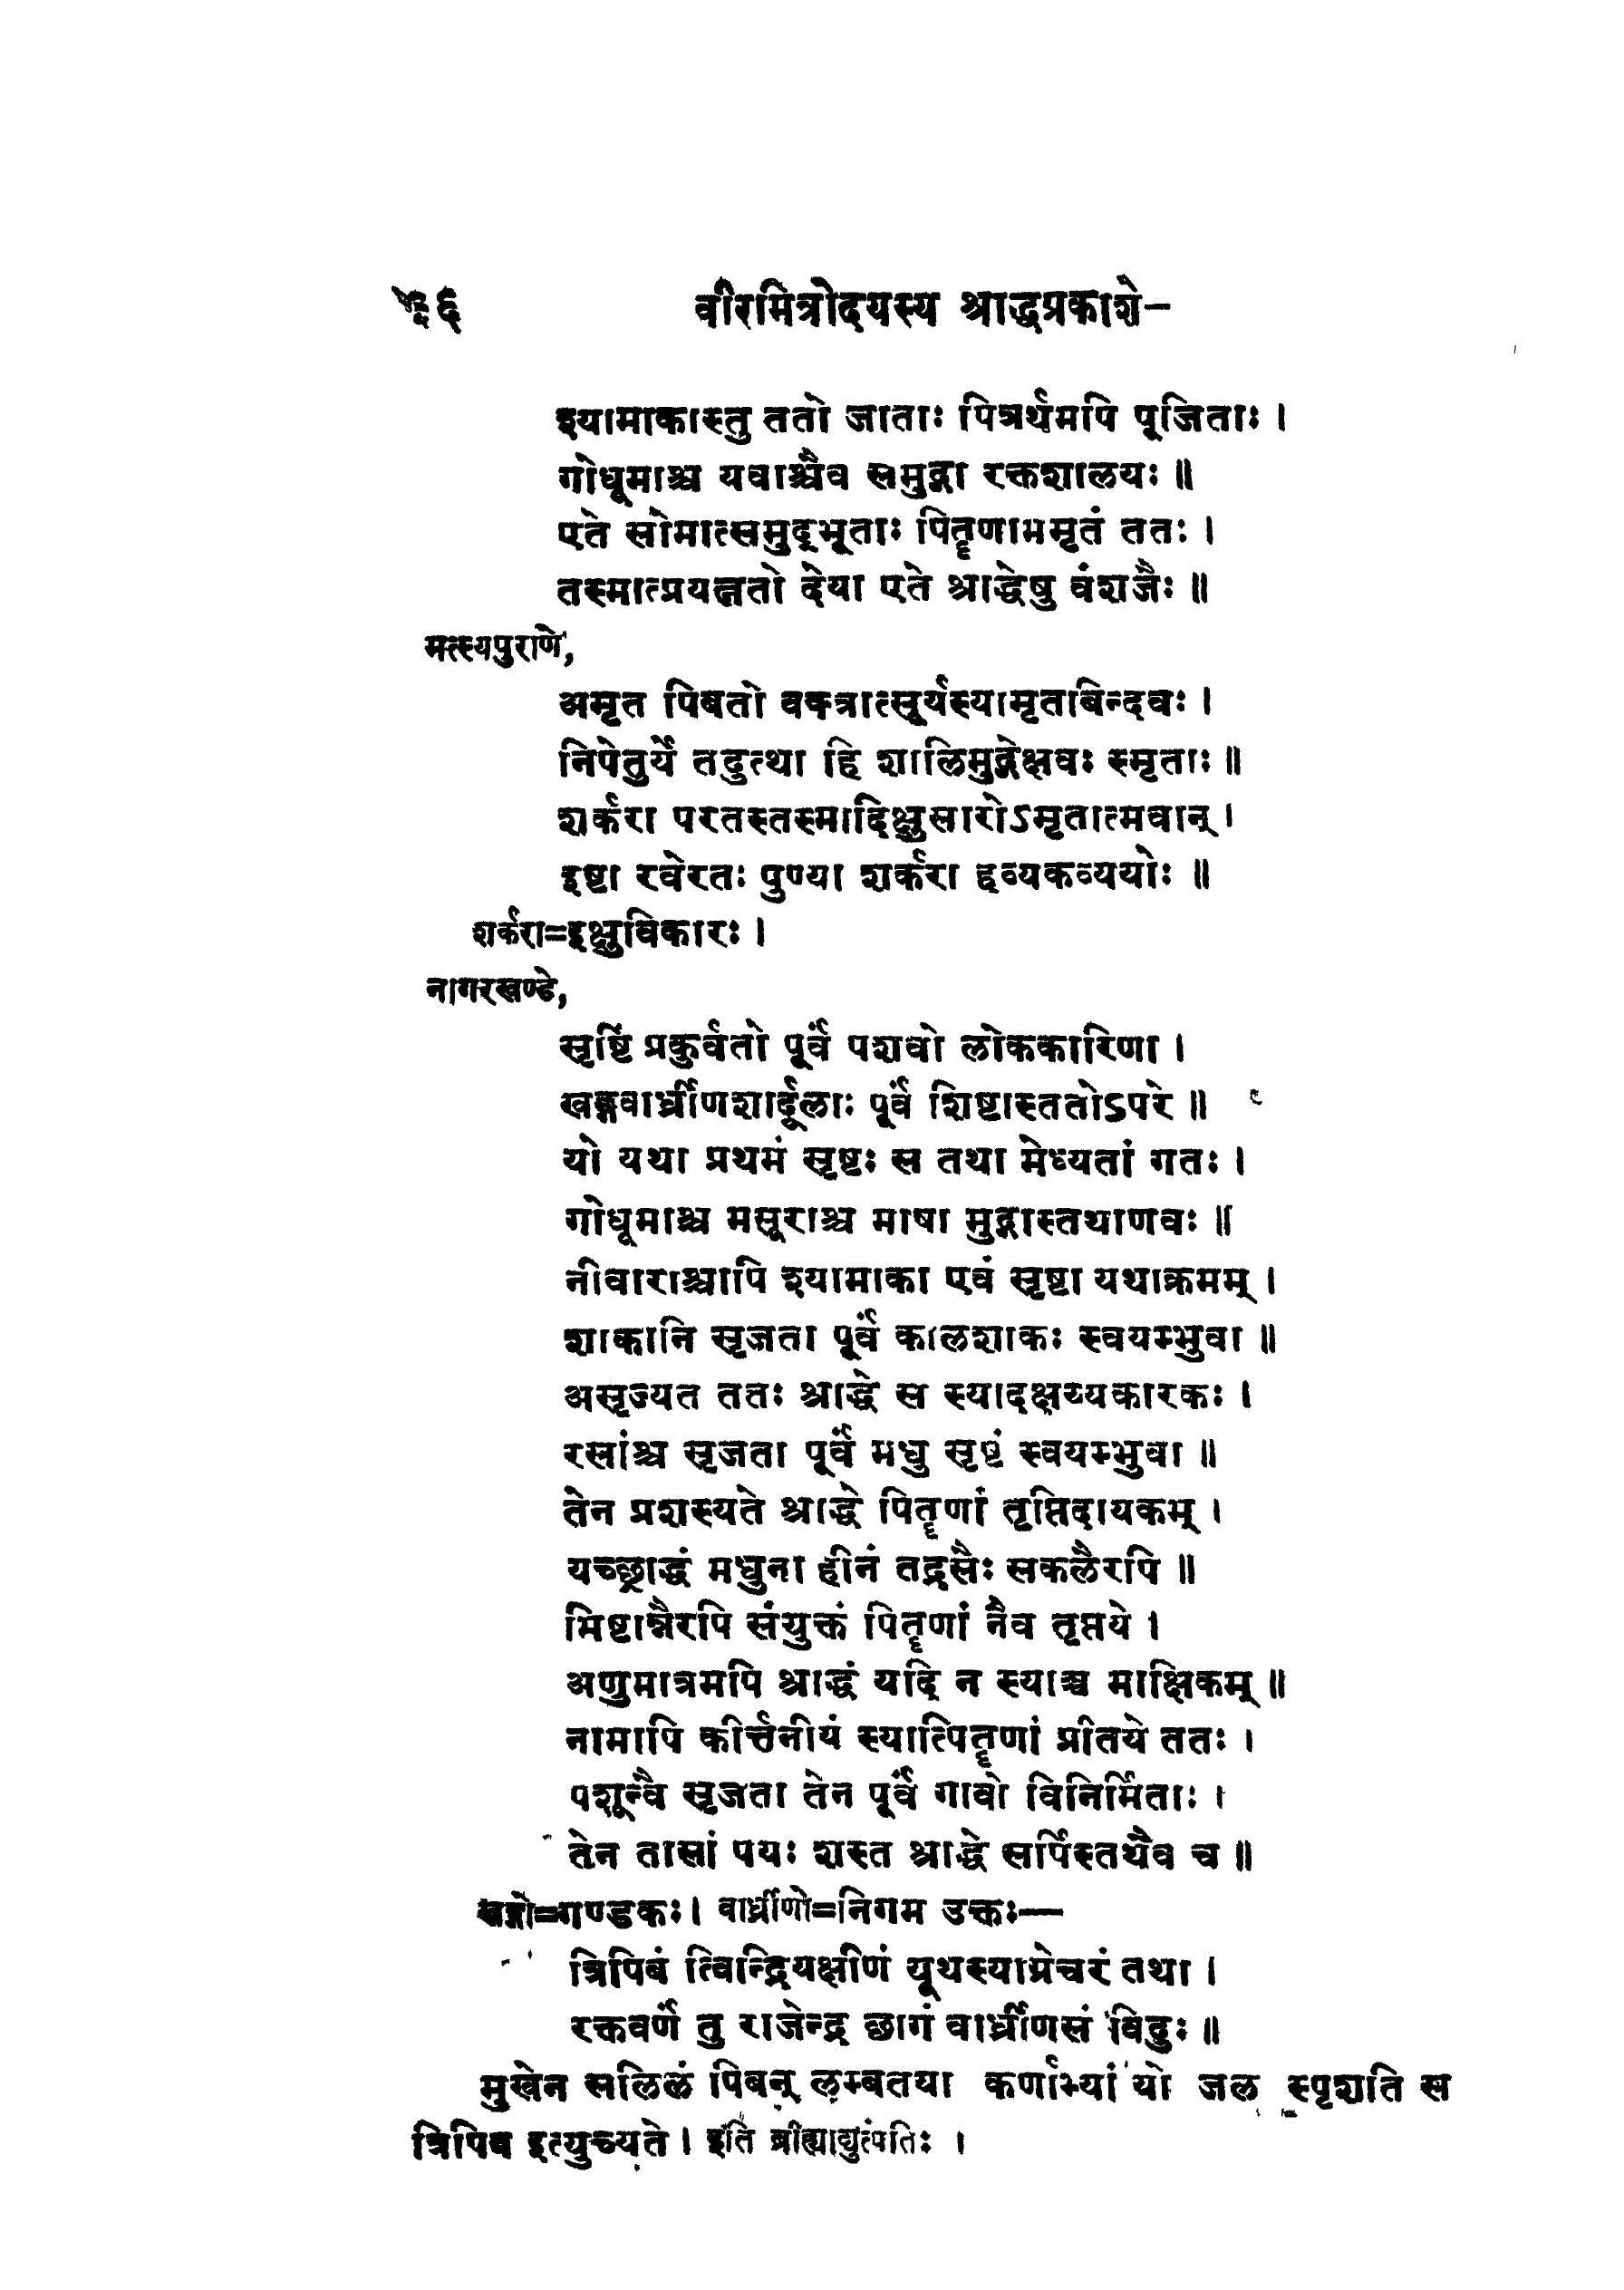 ३६ वीरमित्रोदयस्य श्राद्धप्रकाशे–
श्यामाकास्तु ततो जाताः पित्रर्थमपि पूजिताः ।
गोधूमाश्च यवाश्चैव समुद्गा रक्तशालयः ॥
एते सोमात्समुद्भूताः पितॄणाममृतं ततः ।
तस्मात्प्रयत्नतो देया एते श्राद्धेषु वंशजैः ॥
मत्स्यपुराणे,
अमृत पिबतो वक्त्रात्सूर्यस्यामृतबिन्दवः ।
निपेतुर्ये तदुत्था हि शालिमुद्गेक्षवः स्मृताः ॥
शर्करा परतस्तस्मादिक्षुसारोऽमृतात्मवान् ।
इष्टा रवेरतः पुण्या शर्करा हव्यकव्ययोः ॥
शर्करा=इक्षुविकारः ।
नागरखण्डे,
सृष्टिं प्रकुर्वतो पूर्वं पशवो लोककारिणा ।
खड्गवार्ध्रीणशार्दूलाः पूर्वं शिष्टास्ततोऽपरे ॥
यो यथा प्रथमं सृष्टः स तथा मेध्यतां गतः ।
गोधूमाश्च मसूराश्च माषा मुद्गास्तथाणवः ॥
नीवाराश्चापि श्यामाका एवं सृष्टा यथाक्रमम् ।
शाकानि सृजता पूर्वं कालशाकः स्वयम्भुवा ॥
असृज्यत ततः श्राद्धे स स्यादक्षय्यकारकः ।
रसांश्च सृजता पूर्वं मधु सृष्टं स्वयम्भुवा ॥
तेन प्रशस्यते श्राद्धे पितॄणां तृप्तिदायकम् ।
यच्छ्राद्धं मधुना हीनं तद्रसैः सकलैरपि ॥
मिष्टान्नैरपि संयुक्तं पितॄणां नैव तृप्तये ।
अणुमात्रमपि श्राद्धं यदि न स्याच्च माक्षिकम् ॥
नामापि कीर्त्तनीयं स्यात्पितॄणां प्रीतये ततः ।
पशून्वै सृजता तेन पूर्वं गावो विनिर्मिताः ।
तेन तासां पयः शस्त श्राद्धे सर्पिस्तथैव च ॥
खड्गो=गण्डकः । वार्ध्रीणो=निगम उक्तः—
त्रिपिबं त्विन्द्रियक्षीणं यूथस्याग्रेचरं तथा ।
रक्तवर्णं तु राजेन्द्र छागं वार्ध्रीणसं विदुः ॥
मुखेन सलिलं पिबन् लम्बतया कर्णाभ्यां यो जल स्पृशति स
त्रिपिब इत्युच्यते । इति व्रीह्याद्युत्पतिः ।